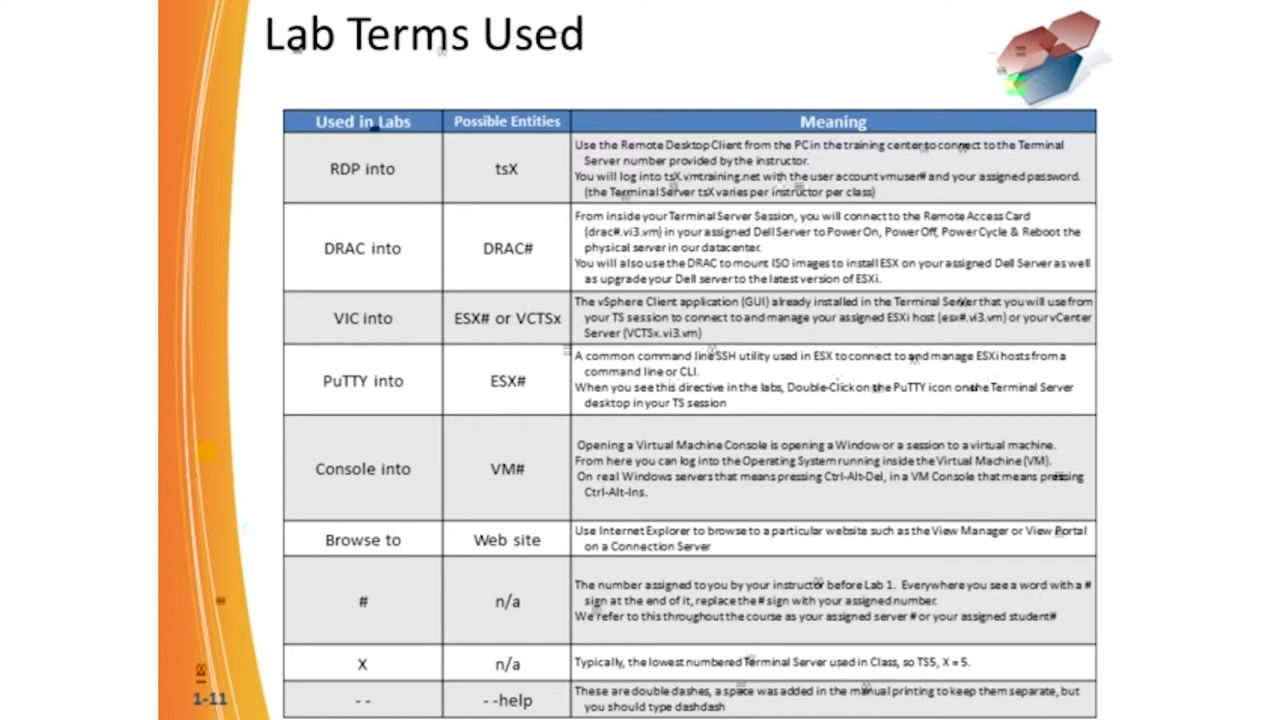 Lab Terms Used
Used in Labs
Possible Entities
Meaning
RDP into
tsX
Use the Remote Desktop Client from the PC in the training center to connect to the Terminal
Server number provided by the instructor.
You will log into tsX.vmtraining.net with the user account vmuser# and your assigned password.
(the Terminal Server tsX varies per instructor per class)
DRAC into
DRAC#
From inside your Terminal Server Session, you will connect to the Remote Access Card
(drac#.vi3.vm) in your assigned Dell Server to Power On, Power Off, Power Cycle & Reboot the
physical server in our datacenter.
You will also use the DRAC to mount ISO images to install ESX on your assigned Dell Server as well
as upgrade your Dell server to the latest version of ESXi.
VIC into
ESX# or VCTSx
The vSphere Client application (GUI) already installed in the Terminal Server that you will use from
your TS session to connect to and manage your assigned ESXi host (esx#.vi3.vm) or your vCenter
Server (VCTSx.vi3.vm)
PuTTY into
ESX#
A common command line SSH utility used in ESX to connect to and manage ESXi hosts from a
command line or CLI.
When you see this directive in the labs, Double-Click on the PuTTY icon on the Terminal Server
desktop in your TS session
Console into
VM#
Opening a Virtual Machine Console is opening a Window or a session to a virtual machine.
From here you can log into the Operating System running inside the Virtual Machine (VM).
On real Windows servers that means pressing Ctrl-Alt-Del, in a VM Console that means pressing
Ctrl-Alt-Ins.
Browse to
Web site
Use Internet Explorer to browse to a particular website such as the View Manager or View Portal
on a Connection Server
#
n/a
The number assigned to you by your instructor before Lab 1. Everywhere you see a word with a #
sign at the end of it, replace the # sign with your assigned number.
We refer to this throughout the course as your assigned server # or your assigned student#
X
n/a
Typically, the lowest numbered Terminal Server used in Class, so TS5, X = 5.
- -
- -help
These are double dashes, a space was added in the manual printing to keep them separate, but
you should type dashdash
1-11